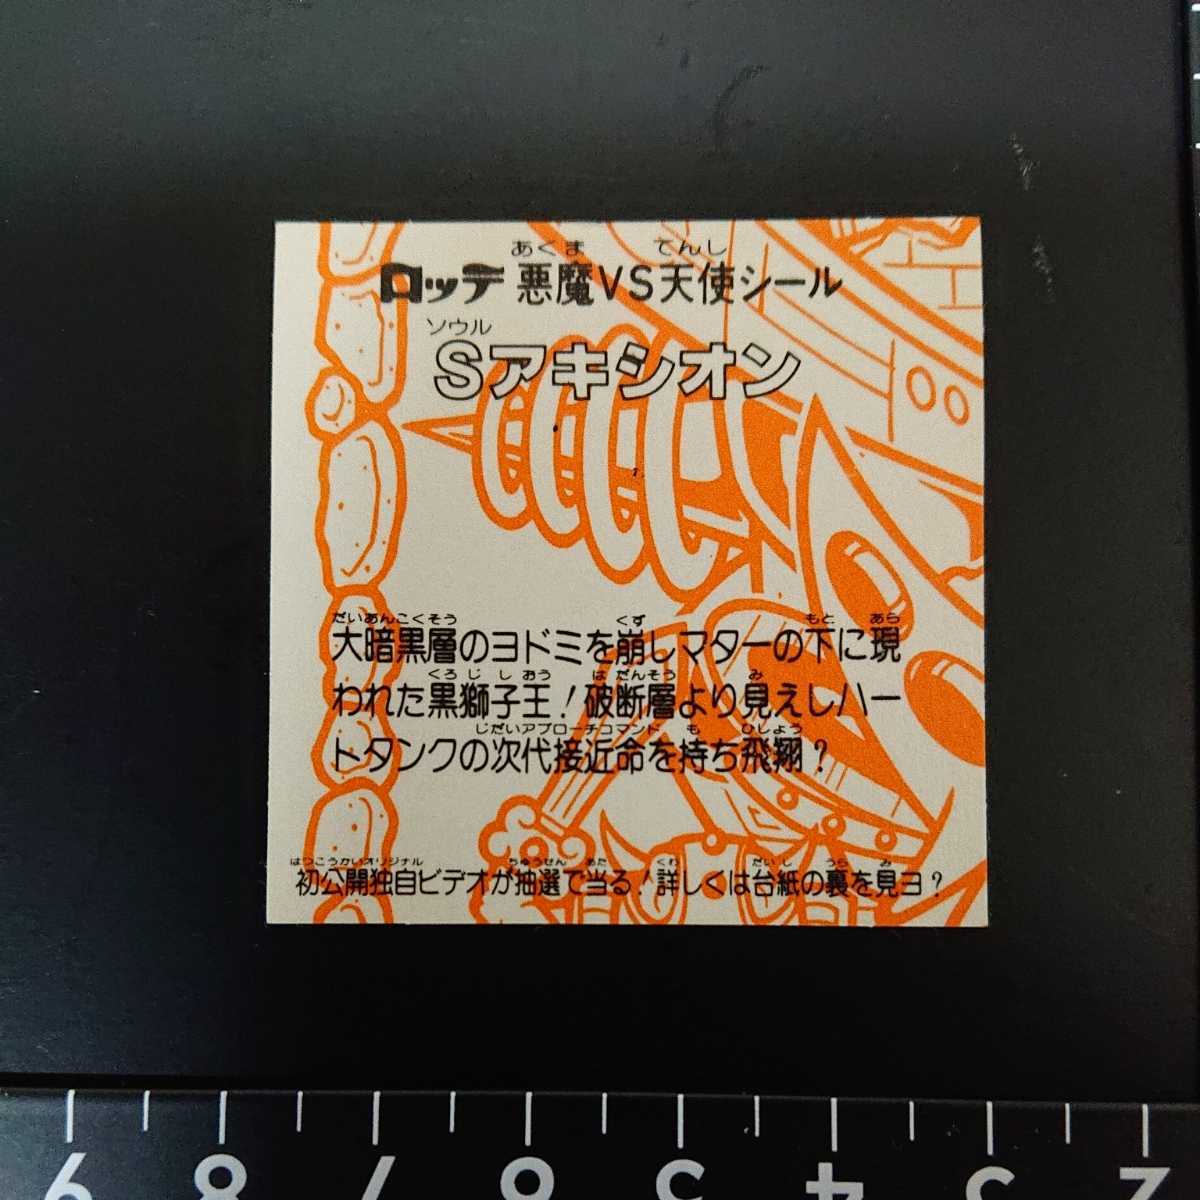 あくま てんし
ロッテ 悪魔VS天使シール
ソウル
Sアキシオン
だいあんこくそう くず もと あら
大暗黒層のヨドミを崩しマターの下に現
くろじしおう はだんそう み
われた黒獅子王!破断層より見えしハー
じだいアプローチコマンド も ひしょう
トタンクの次代接近命を持ち飛翔?
はつこうかいオリジナル ちゅうせん あた くわ だいし うら み
初公開独自ビデオが抽選で当る!詳しくは台紙の裏を見ヨ?
9 8 7 6 5 4 3 2